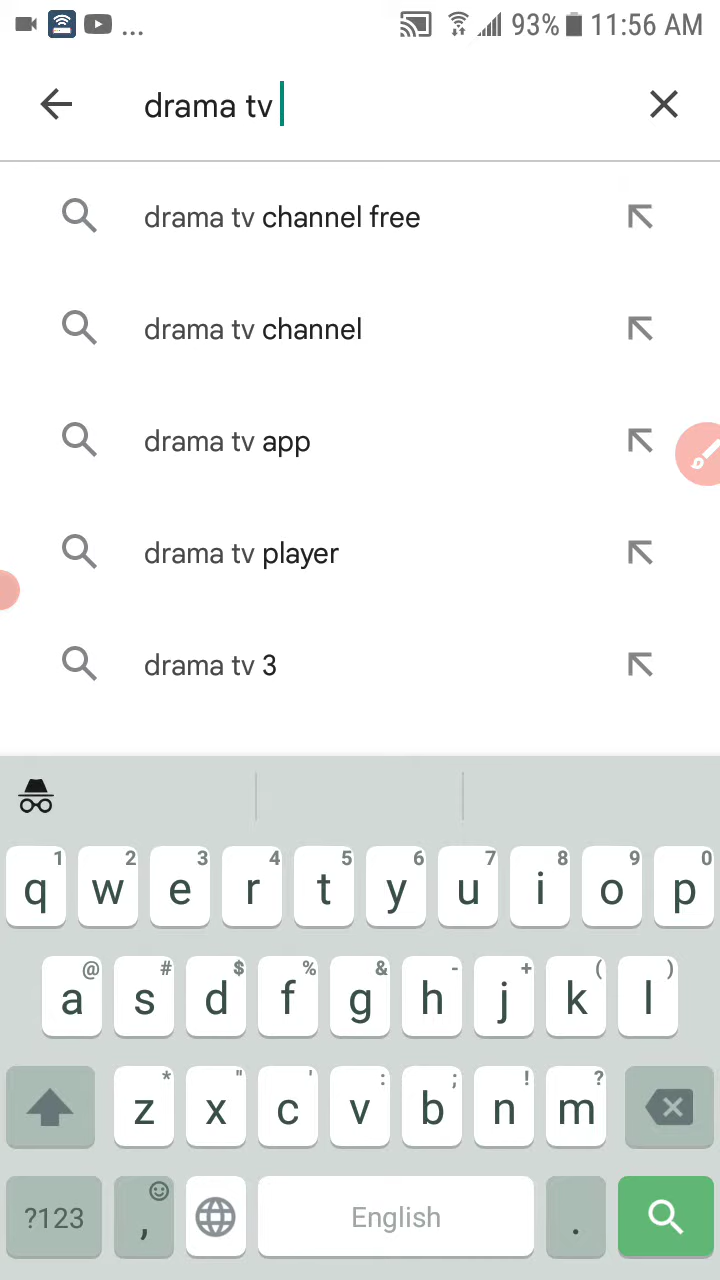 ... 93% 11:56 AM
drama tv
drama tv channel free
drama tv channel
drama tv app
drama tv player
drama tv 3
1 2 3 4 5 6 7 8 9 0
q w e r t y u i o p
@ # $ % & - + ( )
a s d f g h j k l
* " ' : ; ! ?
z x c v b n m
?123 , English .